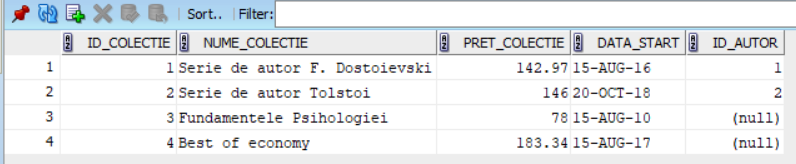 Sort.. Filter:
ID_COLECTIE NUME_COLECTIE PRET_COLECTIE DATA_START ID_AUTOR
1 1 Serie de autor F. Dostoievski 142.97 15-AUG-16 1
2 2 Serie de autor Tolstoi 146 20-OCT-18 2
3 3 Fundamentele Psihologiei 78 15-AUG-10 (null)
4 4 Best of economy 183.34 15-AUG-17 (null)